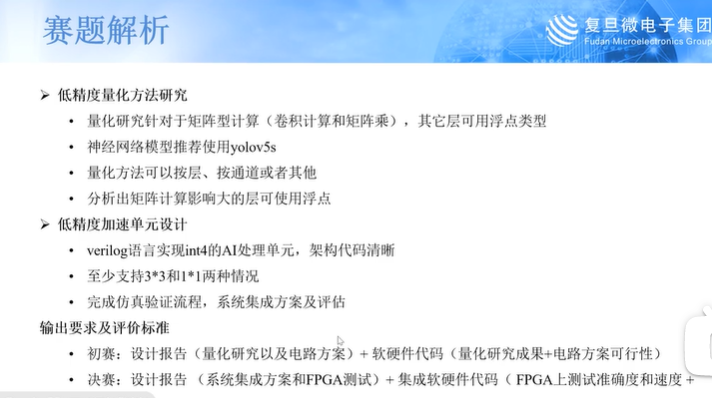 赛题解析
复旦微电子集团
Fudan Microelectronics Group
➤ 低精度量化方法研究
• 量化研究针对于矩阵型计算（卷积计算和矩阵乘），其它层可用浮点类型
• 神经网络模型推荐使用yolov5s
• 量化方法可以按层、按通道或者其他
• 分析出矩阵计算影响大的层可使用浮点
➤ 低精度加速单元设计
• verilog语言实现int4的AI处理单元，架构代码清晰
• 至少支持3*3和1*1两种情况
• 完成仿真验证流程，系统集成方案及评估
输出要求及评价标准
• 初赛：设计报告（量化研究以及电路方案）+ 软硬件代码（量化研究成果+电路方案可行性）
• 决赛：设计报告 （系统集成方案和FPGA测试）+ 集成软硬件代码（ FPGA上测试准确度和速度 +